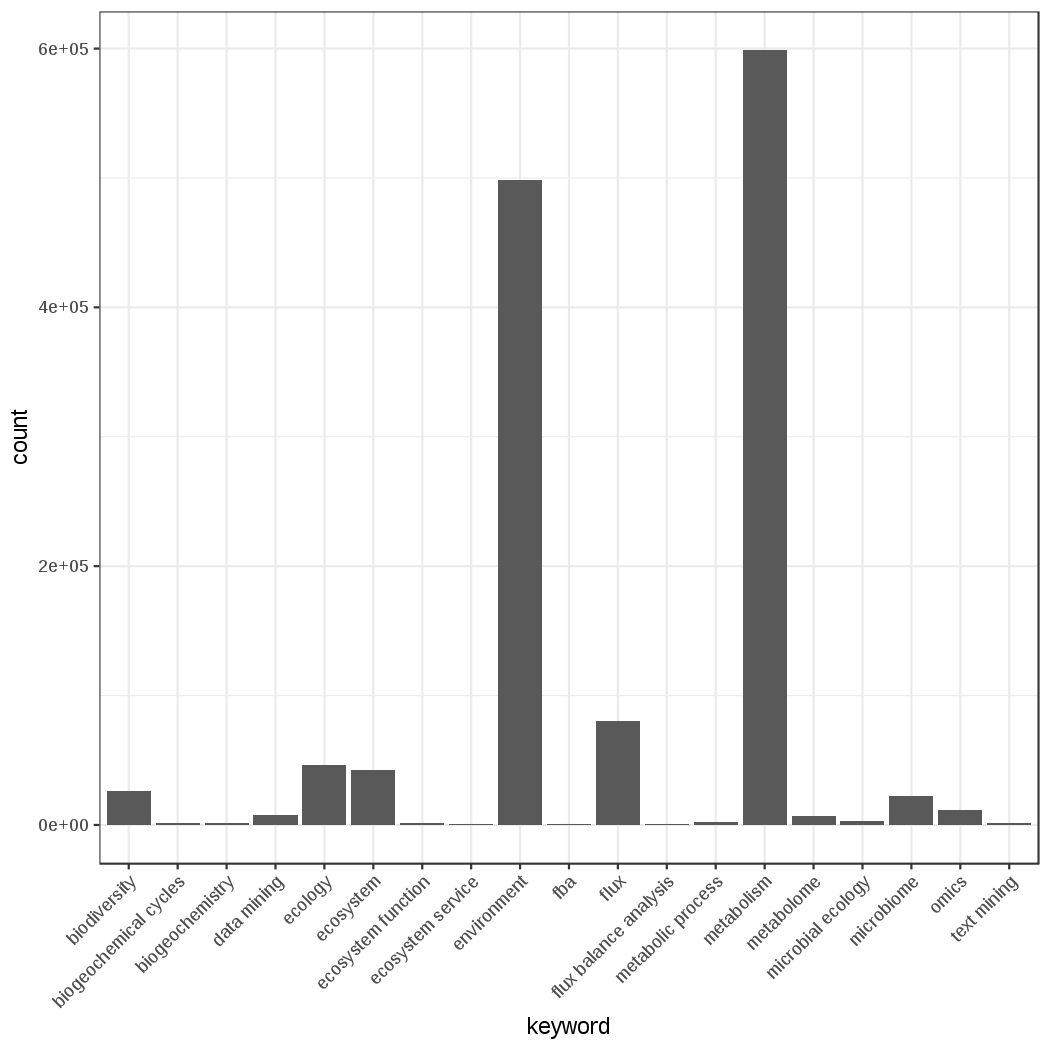 6e+05
4e+05
2e+05
0e+00
count
biodiversity
biogeochemical cycles
biogeochemistry
data mining
ecology
ecosystem
ecosystem function
ecosystem service
environment
fba
flux
flux balance analysis
metabolic process
metabolism
metabolome
microbial ecology
microbiome
omics
text mining
keyword